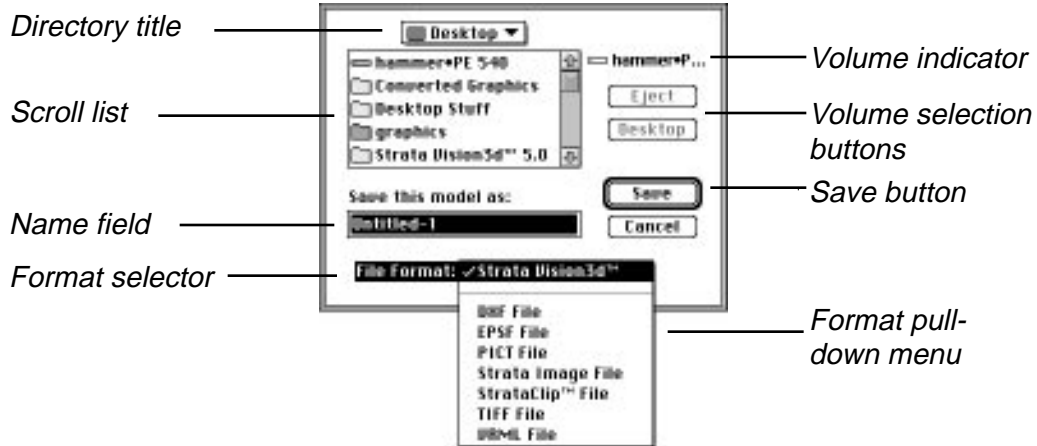 Directory title
Desktop
hammer•PE 540
Converted Graphics
Desktop Stuff
graphics
Strata Vision3d™ 5.0
hammer•P...
Eject
Desktop
Volume indicator
Scroll list
Volume selection
buttons
Save this model as:
Save
Save button
Name field
Untitled-1
Cancel
Format selector
File Format: ✓Strata Vision3d™
DXF File
EPSF File
PICT File
Strata Image File
StrataClip™ File
TIFF File
VRML File
Format pull-
down menu